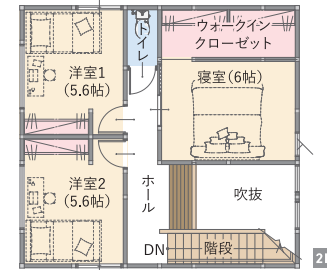 トイレ
ウォークイン
クローゼット
洋室1
(5.6帖)
寝室(6帖)
洋室2
(5.6帖)
ホール
吹抜
DN
階段
2